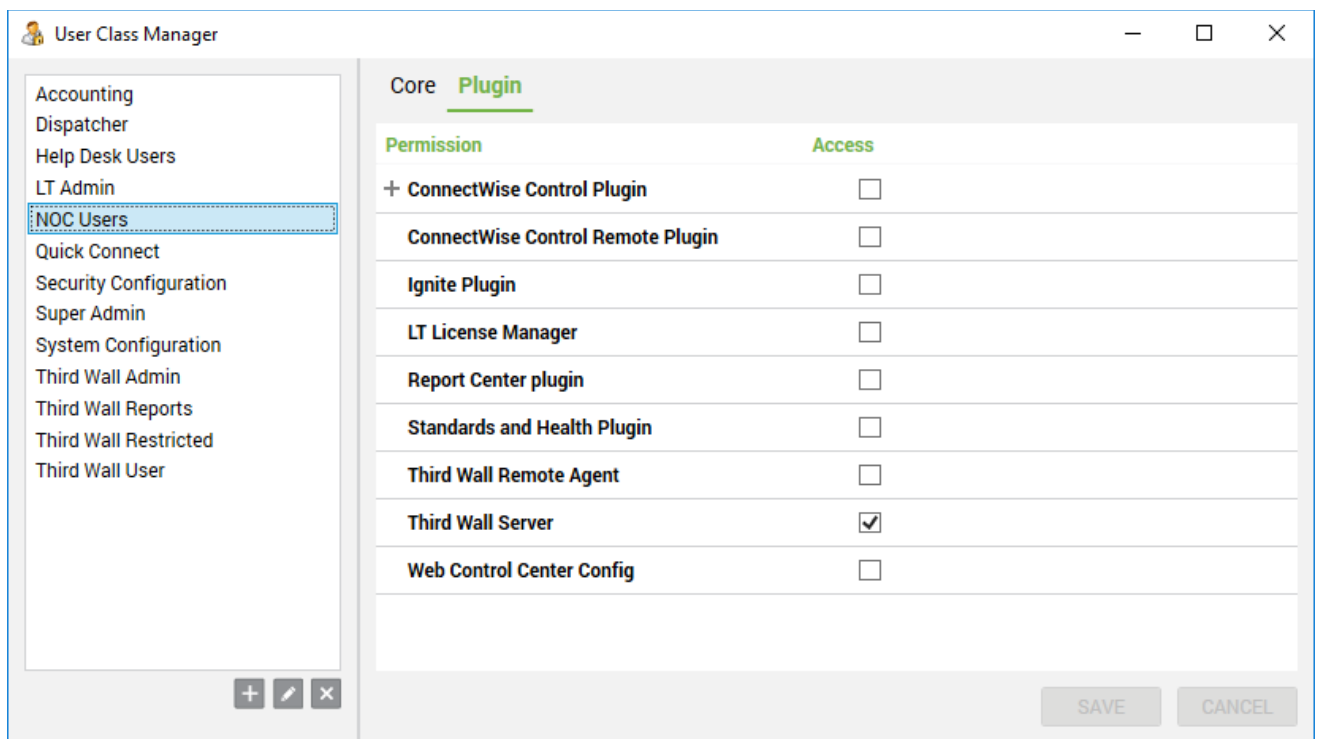 User Class Manager
Accounting
Dispatcher
Help Desk Users
LT Admin
NOC Users
Quick Connect
Security Configuration
Super Admin
System Configuration
Third Wall Admin
Third Wall Reports
Third Wall Restricted
Third Wall User
Core Plugin
Permission Access
ConnectWise Control Plugin
ConnectWise Control Remote Plugin
Ignite Plugin
LT License Manager
Report Center plugin
Standards and Health Plugin
Third Wall Remote Agent
Third Wall Server
Web Control Center Config
SAVE CANCEL